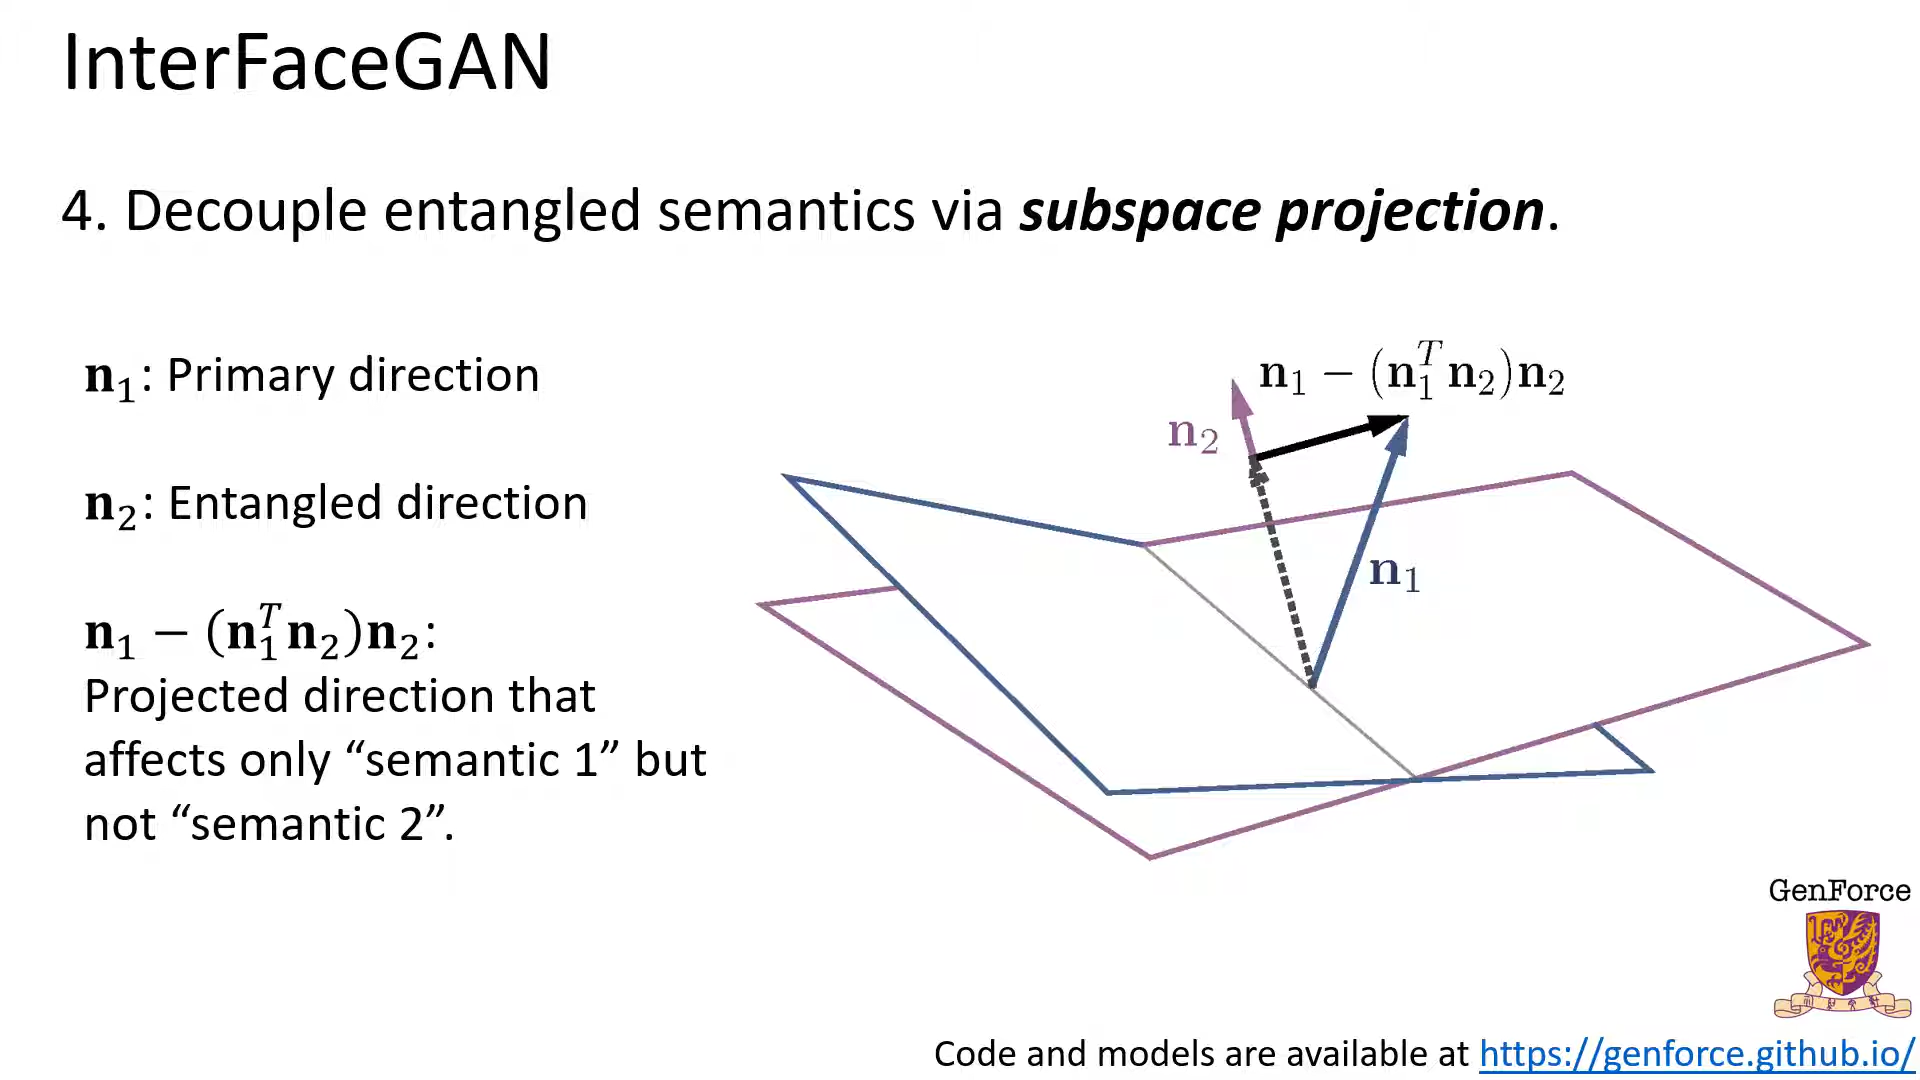 InterFaceGAN
4. Decouple entangled semantics via subspace projection.
n₁: Primary direction
n₂: Entangled direction
n₁ − (n₁ᵀn₂)n₂:
Projected direction that
affects only “semantic 1” but
not “semantic 2”.
n₁ − (n₁ᵀn₂)n₂
n₂
n₁
GenForce
Code and models are available at https://genforce.github.io/